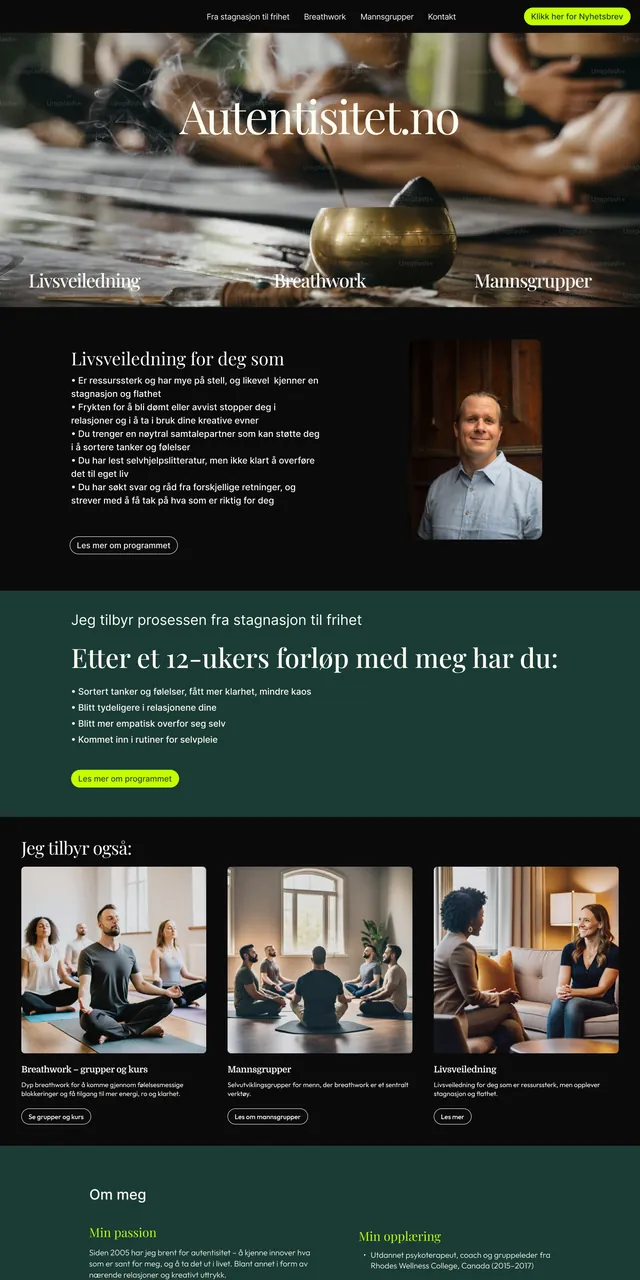 Fra stagnasjon til frihet Breathwork Mannsgrupper Kontakt Klikk her for Nyhetsbrev
Autentisitet.no
Livsveiledning Breathwork Mannsgrupper
Livsveiledning for deg som
• Er ressurssterk og har mye på stell, og likevel kjenner en
stagnasjon og flathet
• Frykten for å bli dømt eller avvist stopper deg i
relasjoner og i å ta i bruk dine kreative evner
• Du trenger en nøytral samtalepartner som kan støtte deg
i å sortere tanker og følelser
• Du har lest selvhjelpslitteratur, men ikke klart å overføre
det til eget liv
• Du har søkt svar og råd fra forskjellige retninger, og
strever med å få tak på hva som er riktig for deg
Les mer om programmet
Jeg tilbyr prosessen fra stagnasjon til frihet
Etter et 12-ukers forløp med meg har du:
• Sortert tanker og følelser, fått mer klarhet, mindre kaos
• Blitt tydeligere i relasjonene dine
• Blitt mer empatisk overfor seg selv
• Kommet inn i rutiner for selvpleie
Les mer om programmet
Jeg tilbyr også:
Breathwork – grupper og kurs
Dyp breathwork for å komme gjennom følelsesmessige
blokkeringer og få tilgang til mer energi, ro og klarhet.
Se grupper og kurs
Mannsgrupper
Selvutviklingsgrupper for menn, der breathwork er et sentralt
verktøy.
Les om mannsgrupper
Livsveiledning
Livsveiledning for deg som er ressurssterk, men opplever
stagnasjon og flathet.
Les mer
Om meg
Min passion
Siden 2005 har jeg brent for autentisitet – å kjenne innover hva
som er sant for meg, og å ta det ut i livet. Blant annet i form av
nærende relasjoner og kreativt uttrykk.
Min opplæring
• Utdannet psykoterapeut, coach og gruppeleder fra
Rhodes Wellness College, Canada (2015–2017)